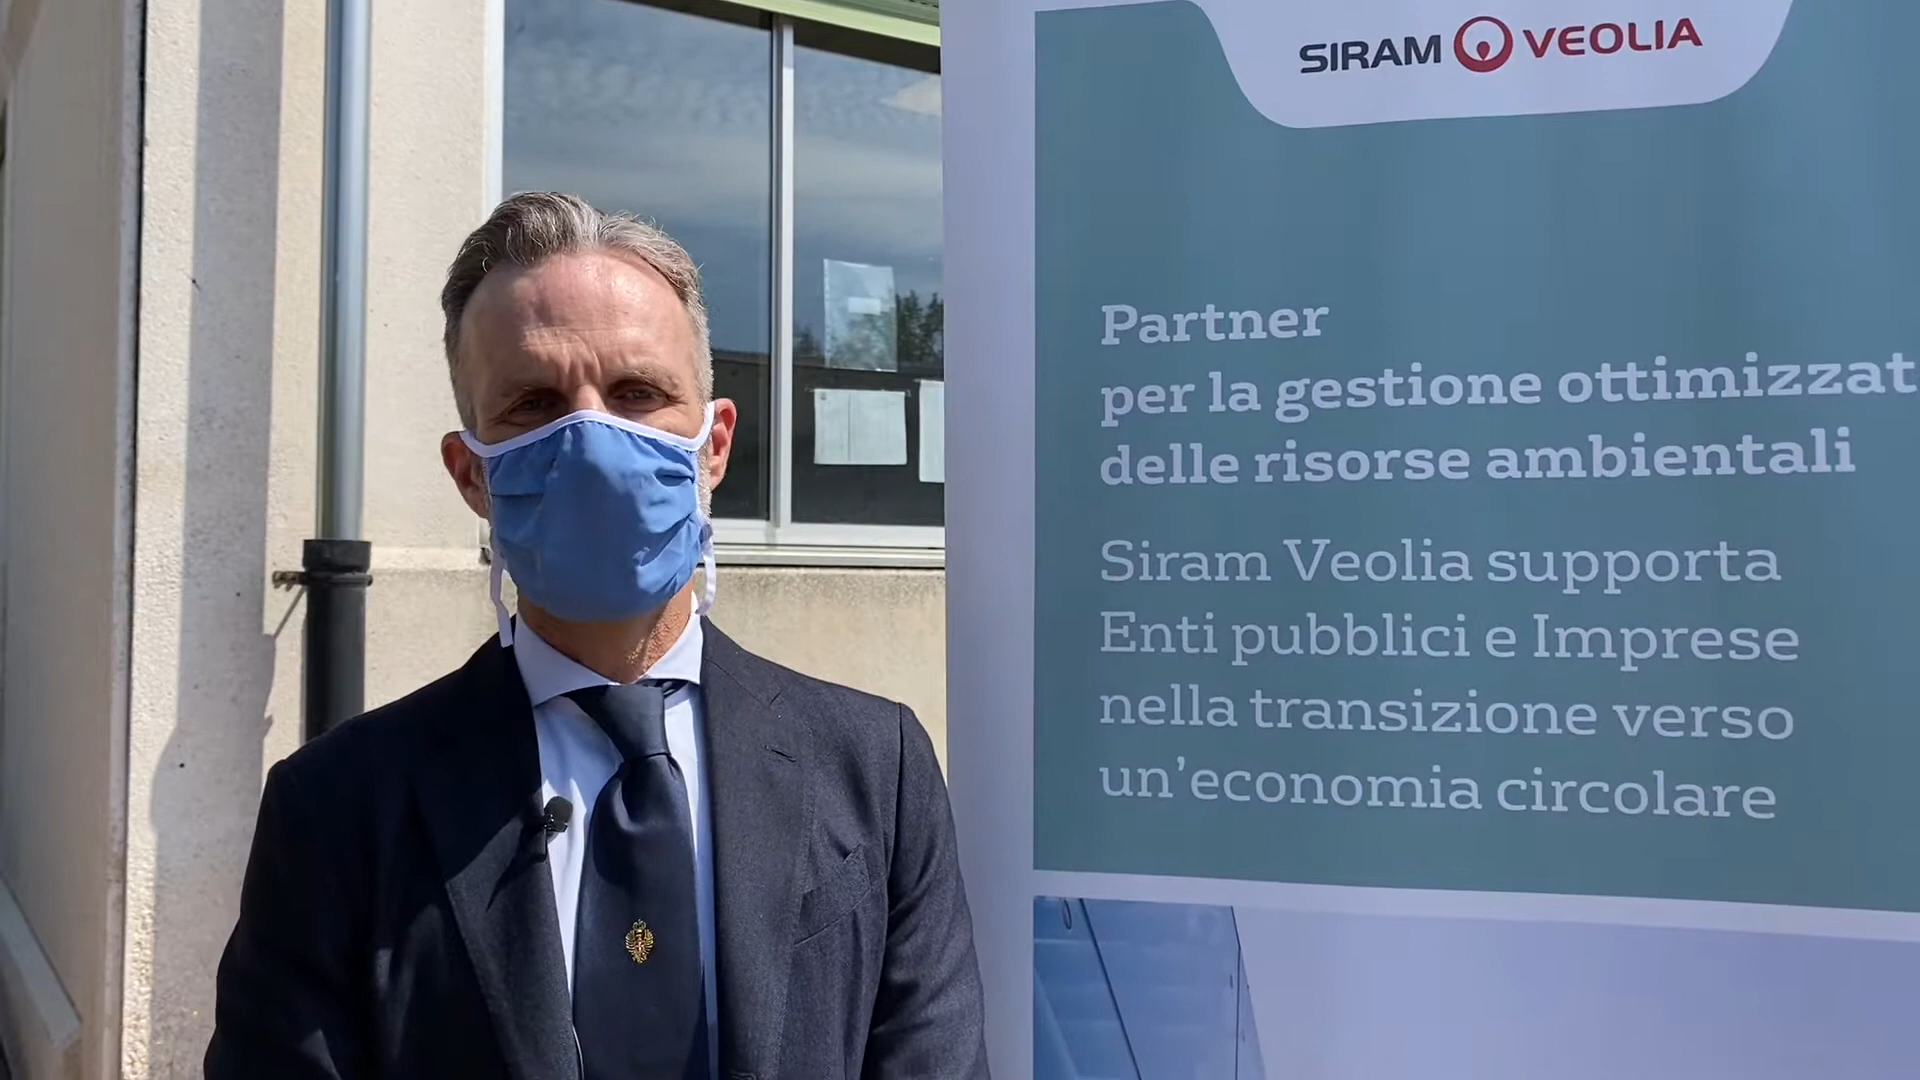 SIRAM VEOLIA
Partner
per la gestione ottimizzat
delle risorse ambientali
Siram Veolia supporta
Enti pubblici e Imprese
nella transizione verso
un'economia circolare